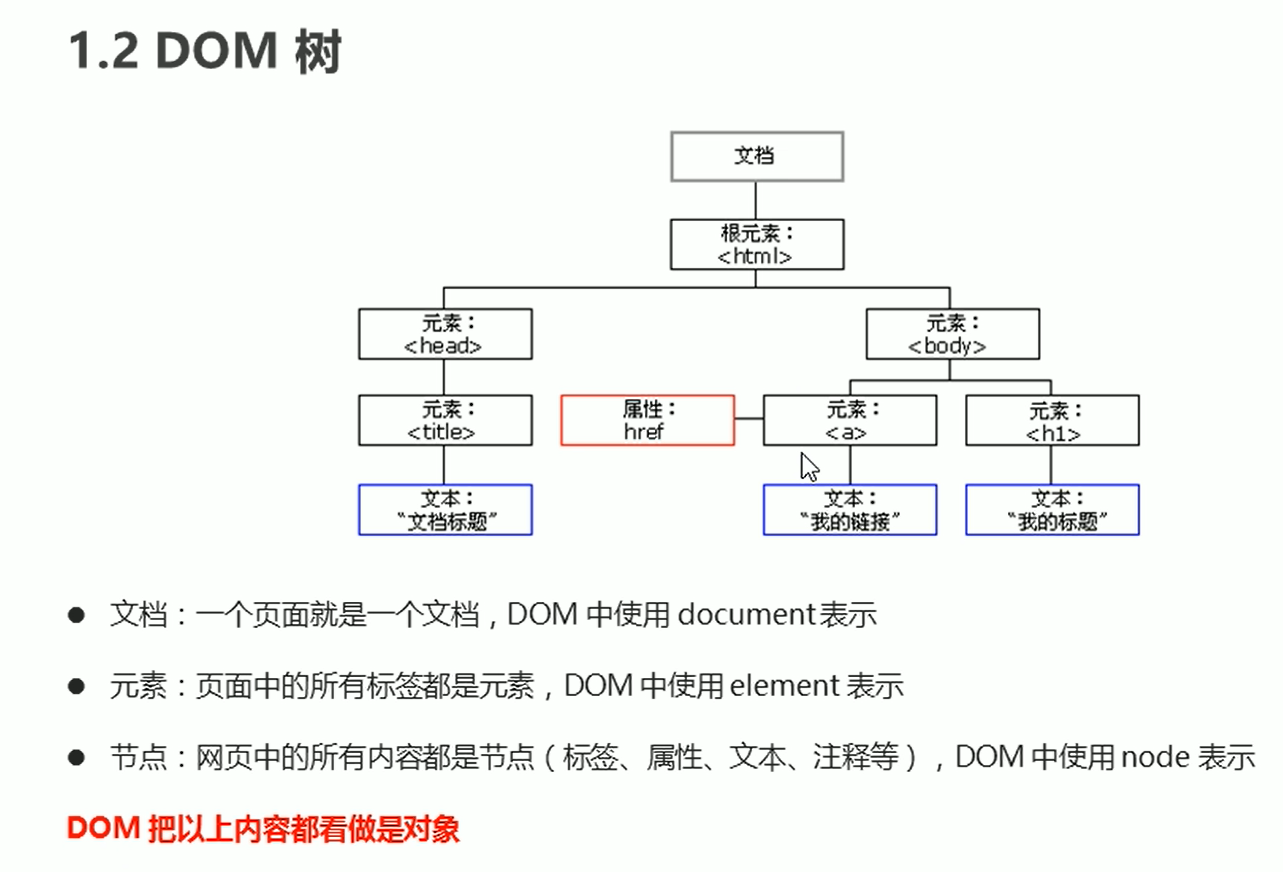 1.2 DOM 树
文档
根元素：
<html>
元素：
<head>
元素：
<body>
元素：
<title>
属性：
href
元素：
<a>
元素：
<h1>
文本：
“文档标题”
文本：
“我的链接”
文本：
“我的标题”
● 文档：一个页面就是一个文档，DOM 中使用 document 表示
● 元素：页面中的所有标签都是元素，DOM 中使用 element 表示
● 节点：网页中的所有内容都是节点（标签、属性、文本、注释等），DOM 中使用 node 表示
DOM 把以上内容都看做是对象